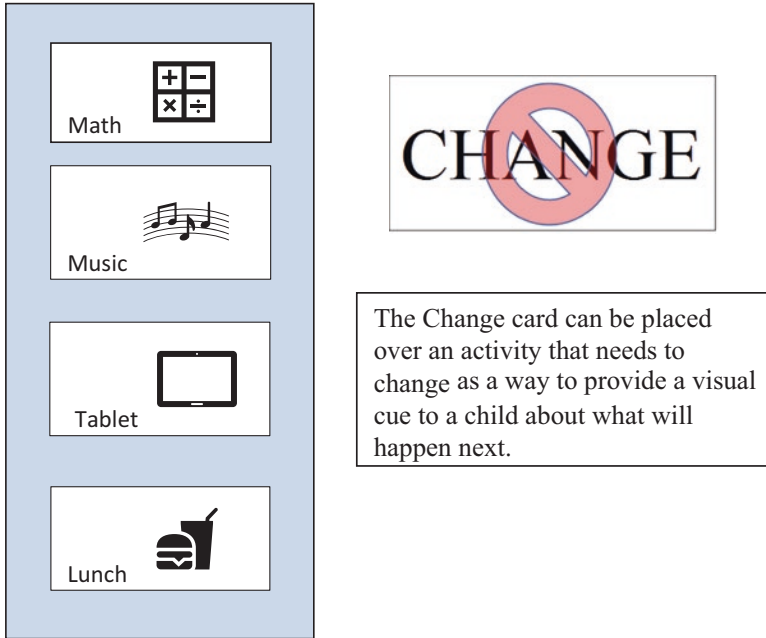 Math
Music
Tablet
Lunch
CHANGE
The Change card can be placed
over an activity that needs to
change as a way to provide a visual
cue to a child about what will
happen next.